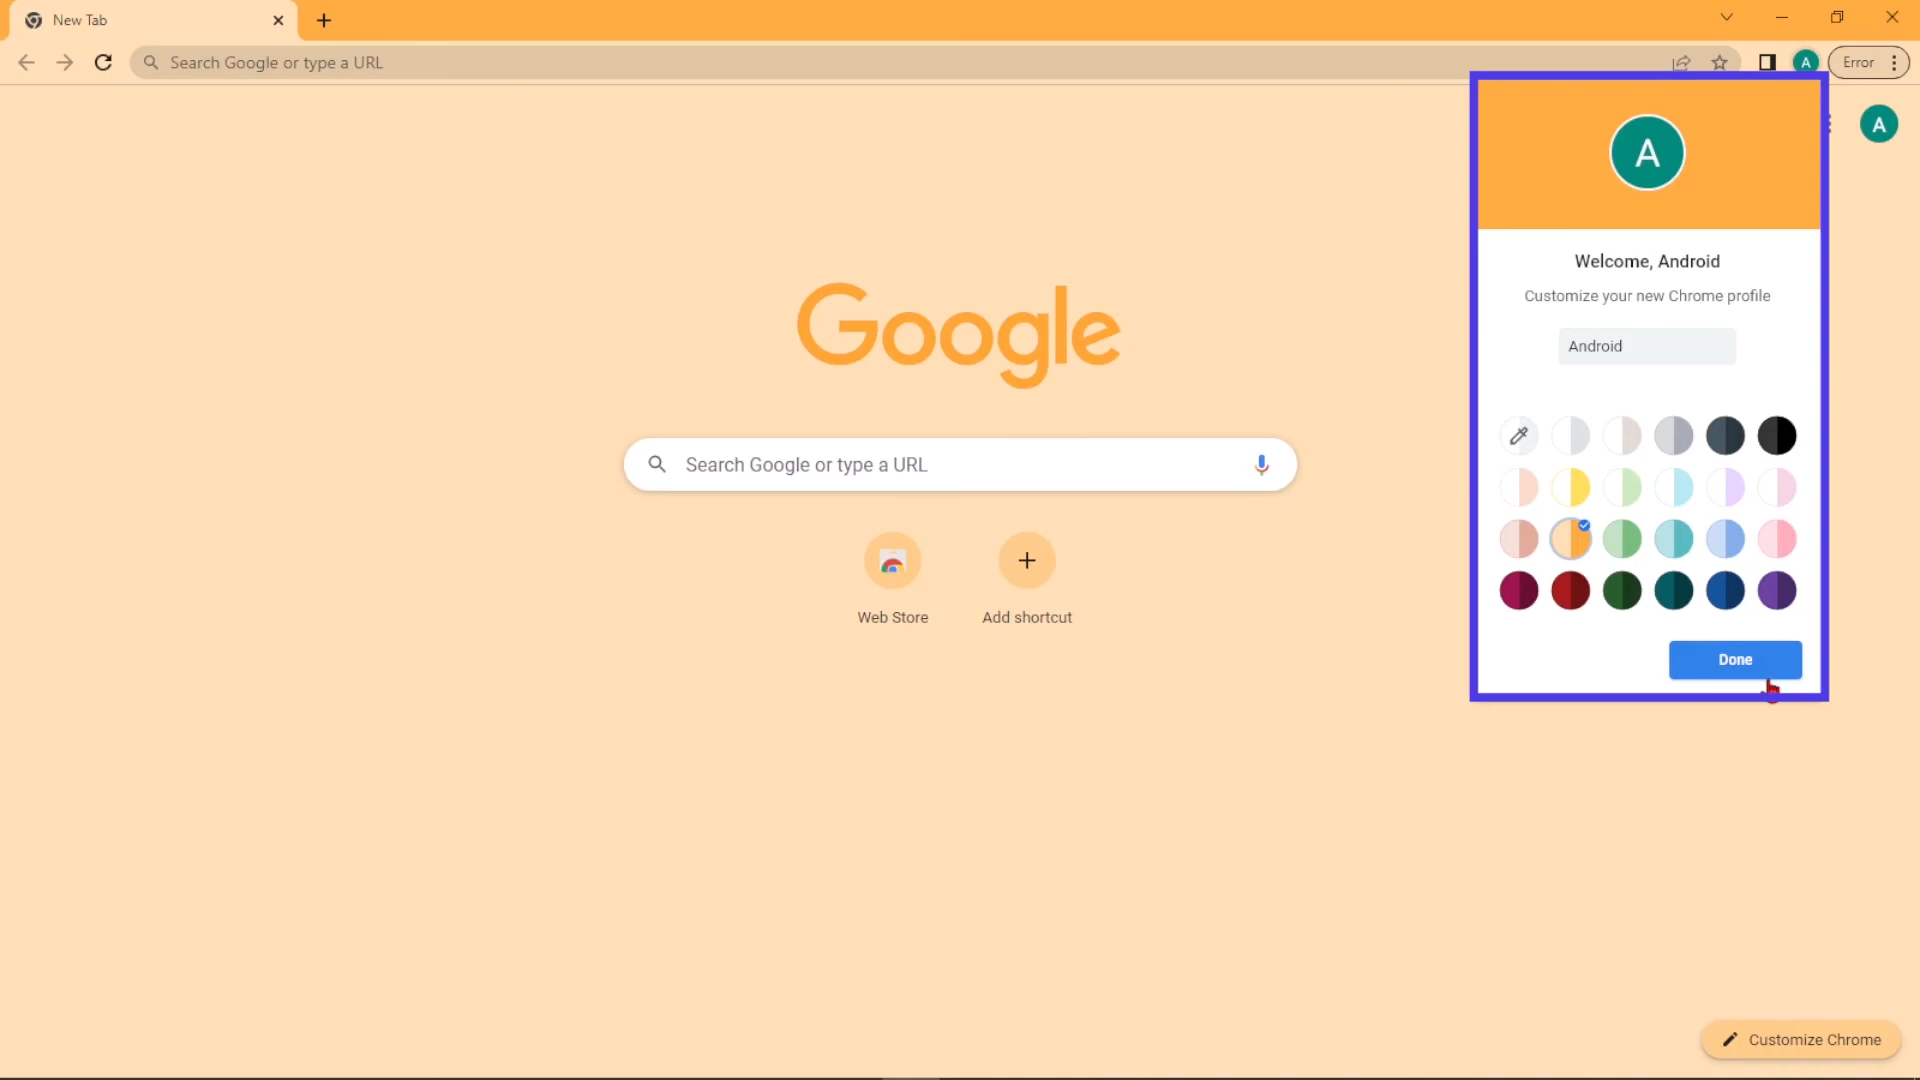 New Tab
Search Google or type a URL
A
Error
A
A
Welcome, Android
Customize your new Chrome profile
Android
Google
Search Google or type a URL
Web Store
Add shortcut
Done
Customize Chrome